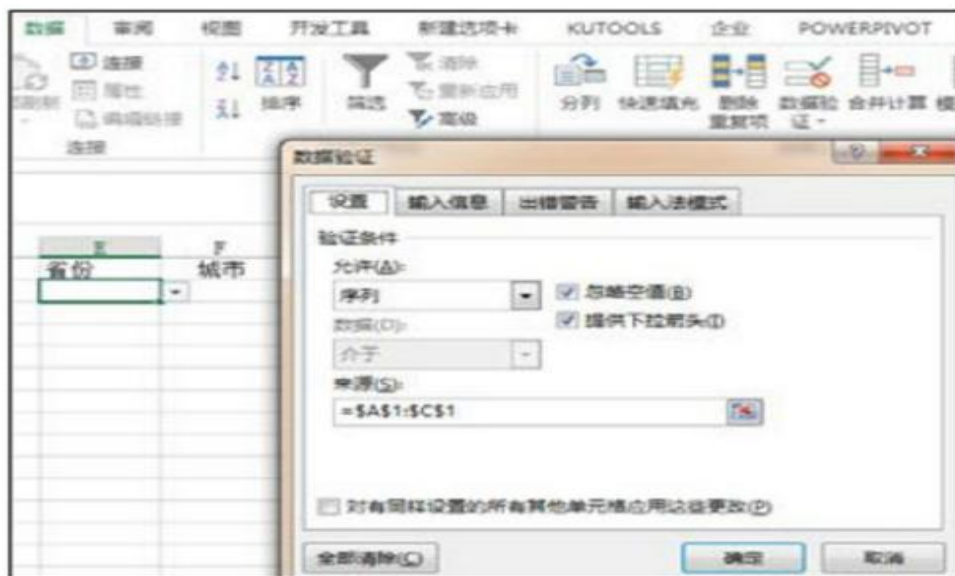 数据 审阅 视图 开发工具 新建选项卡 KUTOOLS 企业 POWERPIVOT
连接 清除
属性 重新应用
编辑链接 高级
排序 筛选 分列 快速填充 删除重复项 数据验证 合并计算
连接
数据验证
设置 输入信息 出错警告 输入法模式
验证条件
E F
省份 城市
允许(A):
序列 忽略空值(B)
提供下拉箭头(I)
数据(D):
介于
来源(S):
=$A$1:$C$1
对有同样设置的所有其他单元格应用这些更改(P)
全部清除(C) 确定 取消